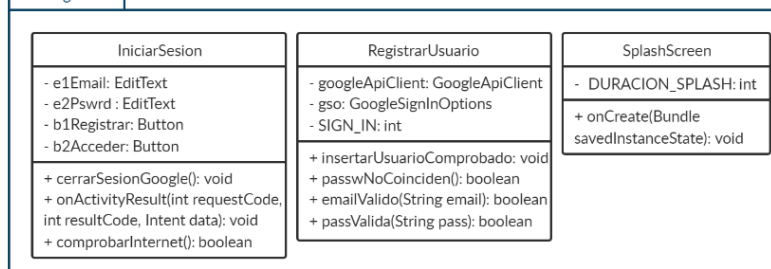 IniciarSesion
- e1Email: EditText
- e2Pswrd : EditText
- b1Registrar: Button
- b2Acceder: Button
+ cerrarSesionGoogle(): void
+ onActivityResult(int requestCode,
int resultCode, Intent data): void
+ comprobarInternet(): boolean
RegistrarUsuario
- googleApiClient: GoogleApiClient
- gso: GoogleSignInOptions
- SIGN_IN: int
+ insertarUsuarioComprobado: void
+ passwNoCoinciden(): boolean
+ emailValido(String email): boolean
+ passValida(String pass): boolean
SplashScreen
- DURACION_SPLASH: int
+ onCreate(Bundle
savedInstanceState): void